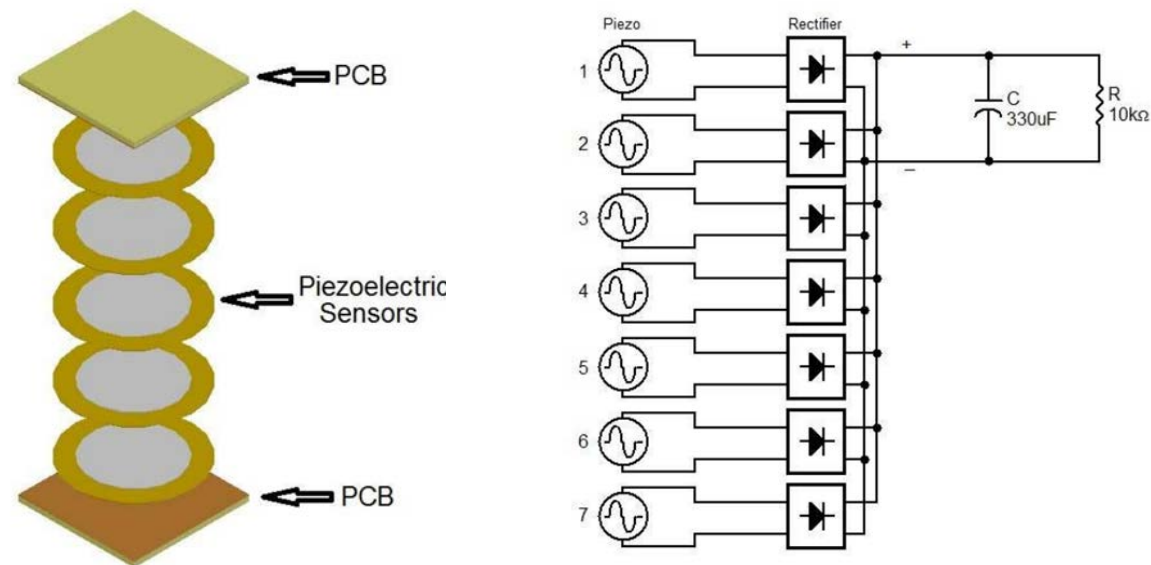 PCB
Piezoelectric
Sensors
PCB
Piezo
Rectifier
1
2
3
4
5
6
7
+
–
C
330uF
R
10kΩ